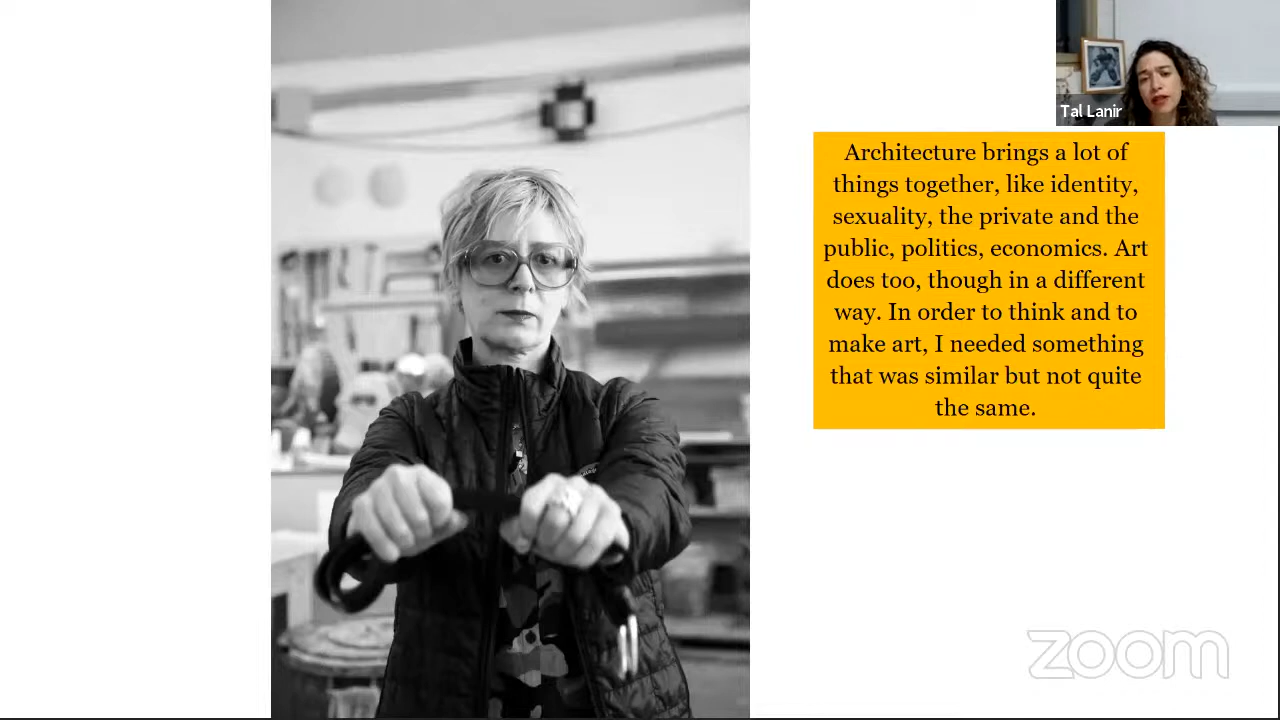 Tal Lanir
Architecture brings a lot of
things together, like identity,
sexuality, the private and the
public, politics, economics. Art
does too, though in a different
way. In order to think and to
make art, I needed something
that was similar but not quite
the same.
zoom